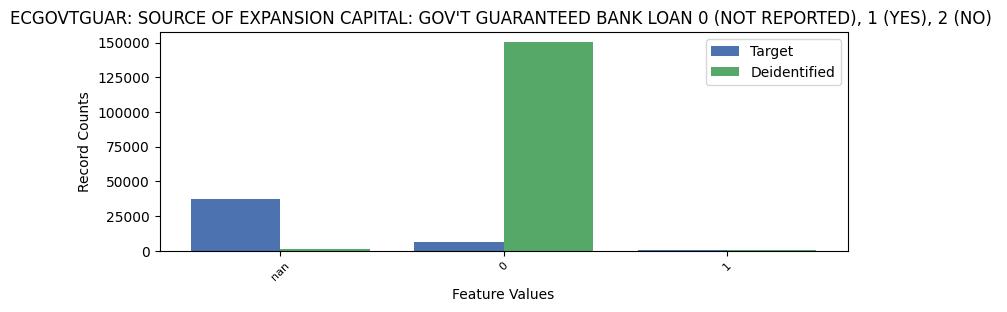 ECGOVTGUAR: SOURCE OF EXPANSION CAPITAL: GOV'T GUARANTEED BANK LOAN 0 (NOT REPORTED), 1 (YES), 2 (NO)
Target
Deidentified
150000
125000
100000
75000
50000
25000
0
Record Counts
nan
0
1
Feature Values